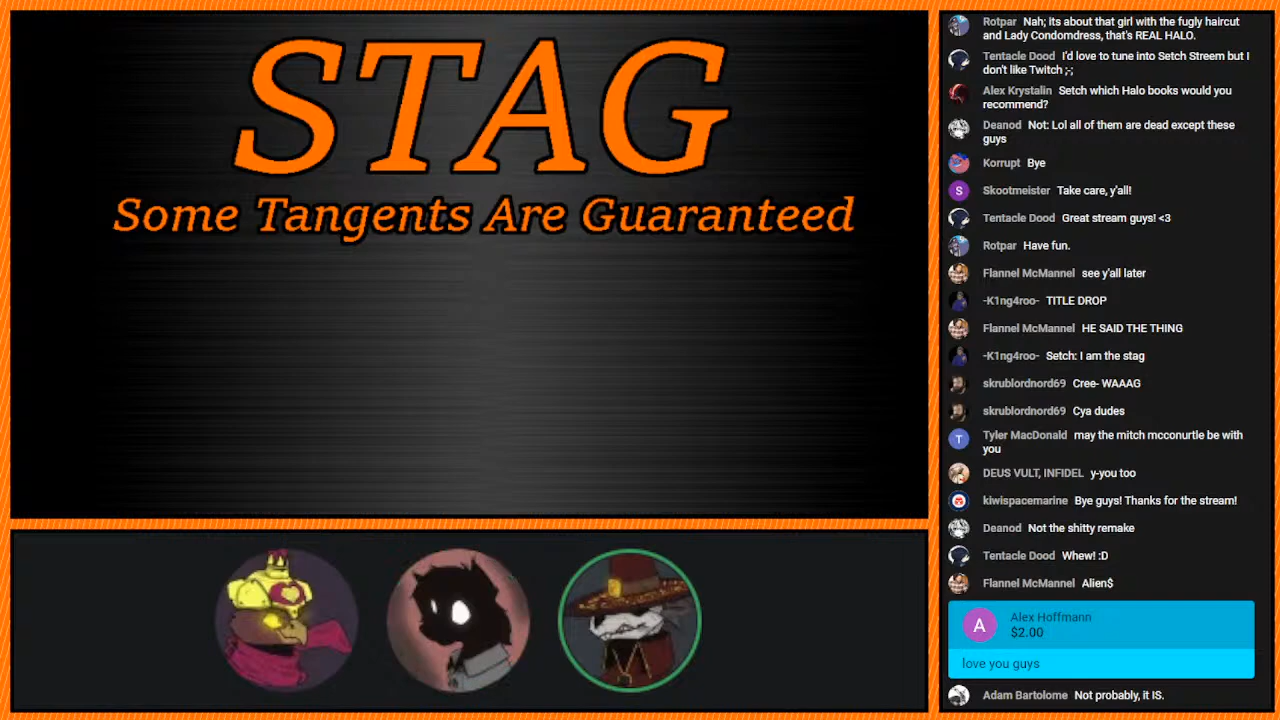 STAG
Some Tangents Are Guaranteed
Rotpar Nah; its about that girl with the fugly haircut
and Lady Condomdress, that's REAL HALO.
Tentacle Dood I'd love to tune into Setch Streem but I
don't like Twitch ;-;
Alex Krystalin Setch which Halo books would you
recommend?
Deanod Not: Lol all of them are dead except these
guys
Korrupt Bye
S Skootmeister Take care, y'all!
Tentacle Dood Great stream guys! <3
Rotpar Have fun.
Flannel McMannel see y'all later
-K1ng4roo- TITLE DROP
Flannel McMannel HE SAID THE THING
-K1ng4roo- Setch: I am the stag
skrublordnord69 Cree- WAAAG
skrublordnord69 Cya dudes
T Tyler MacDonald may the mitch mcconurtle be with
you
DEUS VULT, INFIDEL y-you too
kiwispacemarine Bye guys! Thanks for the stream!
Deanod Not the shitty remake
Tentacle Dood Whew! :D
Flannel McMannel Alien$
A Alex Hoffmann
$2.00
love you guys
Adam Bartolome Not probably, it IS.